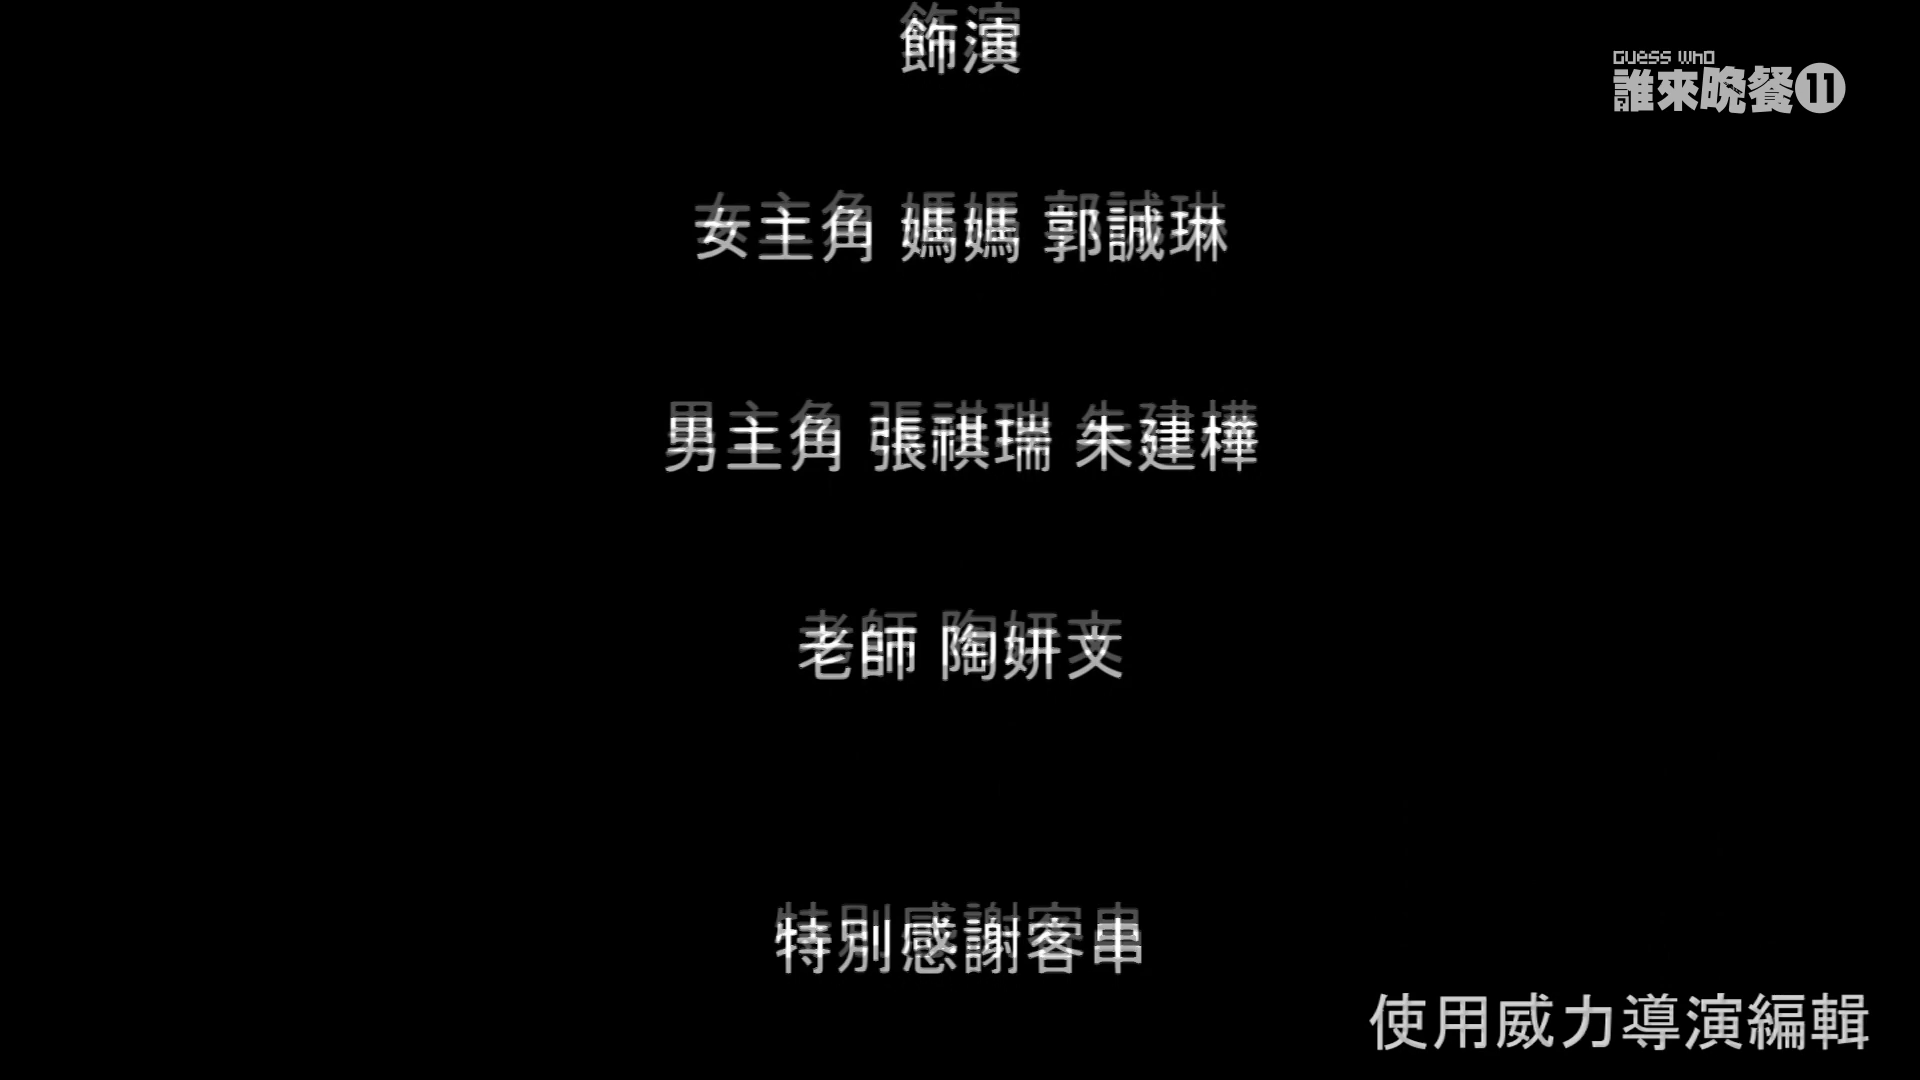 飾演
GUESS WHO
誰來晚餐11
女主角 媽媽 郭誠琳
男主角 張祺瑞 朱建樺
老師 陶妍文
特別感謝客串
使用威力導演編輯